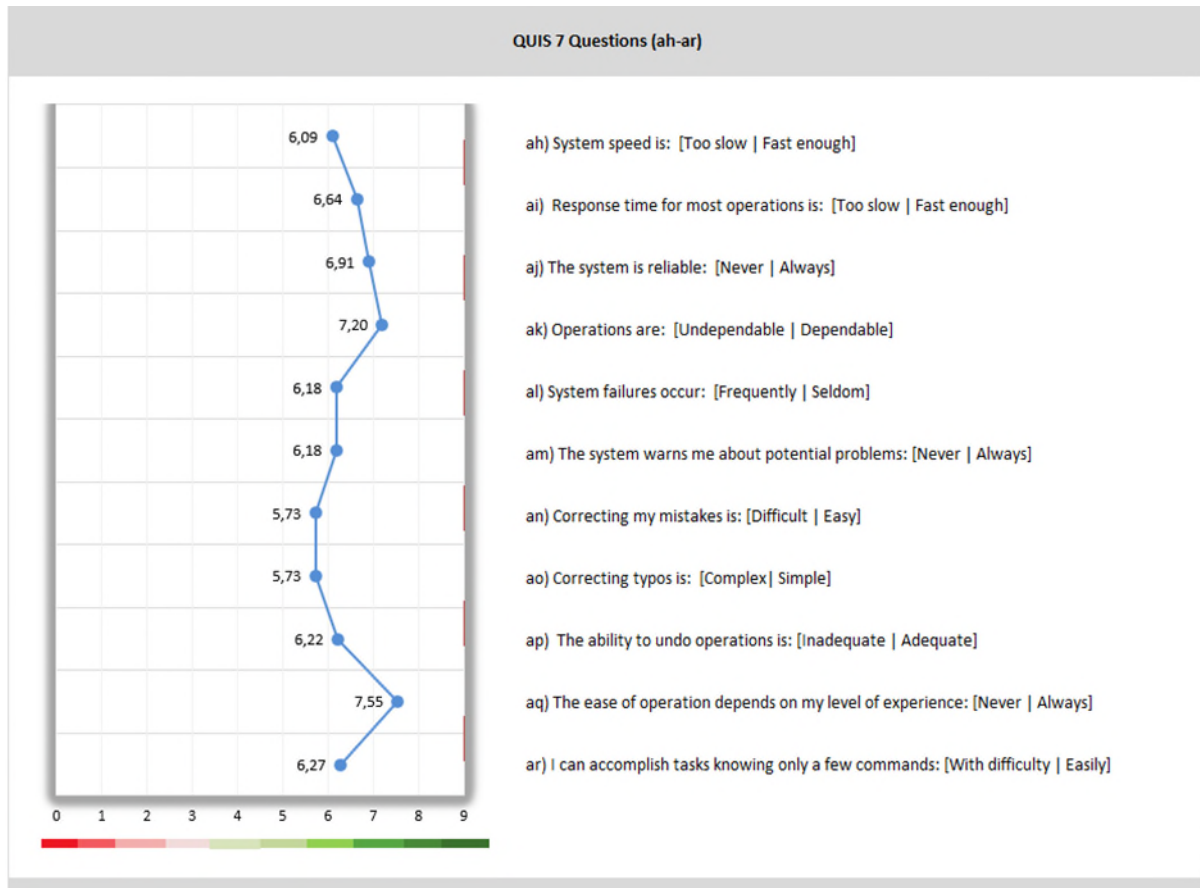 QUIS 7 Questions (ah-ar)
6,09 ah) System speed is: [Too slow | Fast enough]
6,64 ai) Response time for most operations is: [Too slow | Fast enough]
6,91 aj) The system is reliable: [Never | Always]
7,20 ak) Operations are: [Undependable | Dependable]
6,18 al) System failures occur: [Frequently | Seldom]
6,18 am) The system warns me about potential problems: [Never | Always]
5,73 an) Correcting my mistakes is: [Difficult | Easy]
5,73 ao) Correcting typos is: [Complex| Simple]
6,22 ap) The ability to undo operations is: [Inadequate | Adequate]
7,55 aq) The ease of operation depends on my level of experience: [Never | Always]
6,27 ar) I can accomplish tasks knowing only a few commands: [With difficulty | Easily]
0 1 2 3 4 5 6 7 8 9